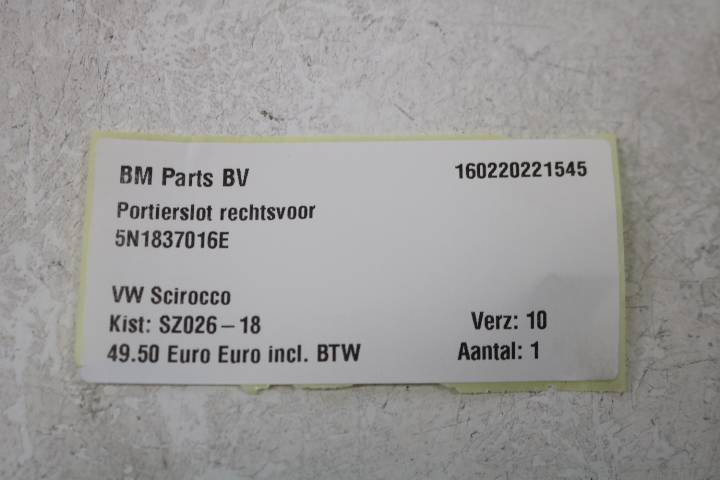 BM Parts BV
160220221545
Portierslot rechtsvoor
5N1837016E
VW Scirocco
Kist: SZ026 – 18
Verz: 10
49.50 Euro Euro incl. BTW
Aantal: 1